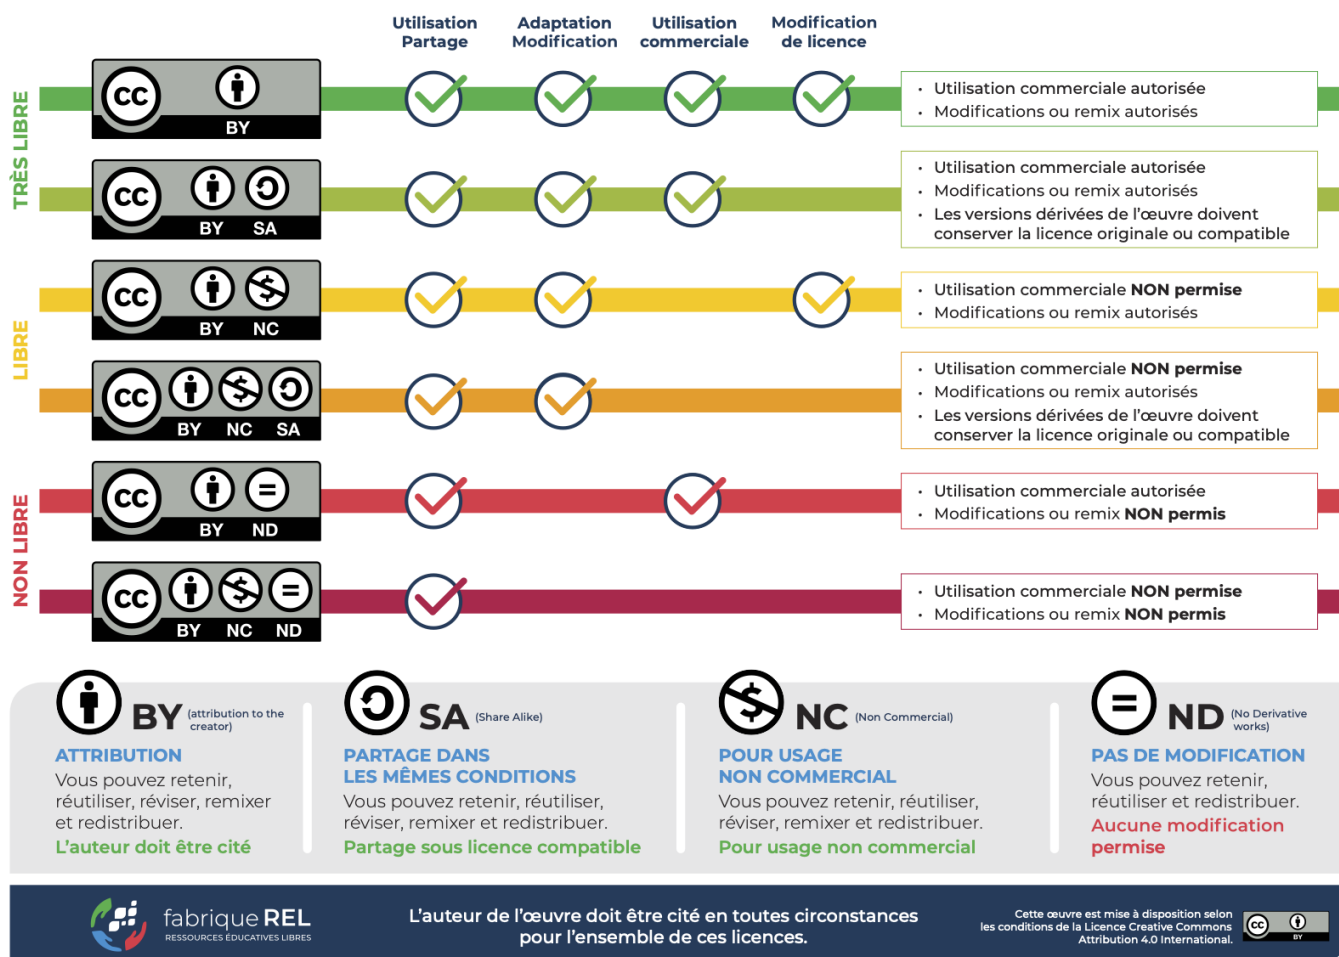 Utilisation
Partage
Adaptation
Modification
Utilisation
commerciale
Modification
de licence
TRÈS LIBRE
cc
BY
• Utilisation commerciale autorisée
• Modifications ou remix autorisés
cc
BY SA
• Utilisation commerciale autorisée
• Modifications ou remix autorisés
• Les versions dérivées de l’œuvre doivent
conserver la licence originale ou compatible
LIBRE
cc
BY NC
• Utilisation commerciale NON permise
• Modifications ou remix autorisés
cc
BY NC SA
• Utilisation commerciale NON permise
• Modifications ou remix autorisés
• Les versions dérivées de l’œuvre doivent
conserver la licence originale ou compatible
NON LIBRE
cc
BY ND
• Utilisation commerciale autorisée
• Modifications ou remix NON permis
cc
BY NC ND
• Utilisation commerciale NON permise
• Modifications ou remix NON permis
BY (attribution to the
creator)
ATTRIBUTION
Vous pouvez retenir,
réutiliser, réviser, remixer
et redistribuer.
L’auteur doit être cité
SA (Share Alike)
PARTAGE DANS
LES MÊMES CONDITIONS
Vous pouvez retenir, réutiliser,
réviser, remixer et redistribuer.
Partage sous licence compatible
NC (Non Commercial)
POUR USAGE
NON COMMERCIAL
Vous pouvez retenir, réutiliser,
réviser, remixer et redistribuer.
Pour usage non commercial
ND (No Derivative
works)
PAS DE MODIFICATION
Vous pouvez retenir,
réutiliser et redistribuer.
Aucune modification
permise
fabrique REL
RESSOURCES ÉDUCATIVES LIBRES
L’auteur de l’œuvre doit être cité en toutes circonstances
pour l’ensemble de ces licences.
Cette œuvre est mise à disposition selon
les conditions de la Licence Creative Commons
Attribution 4.0 International.
cc
BY